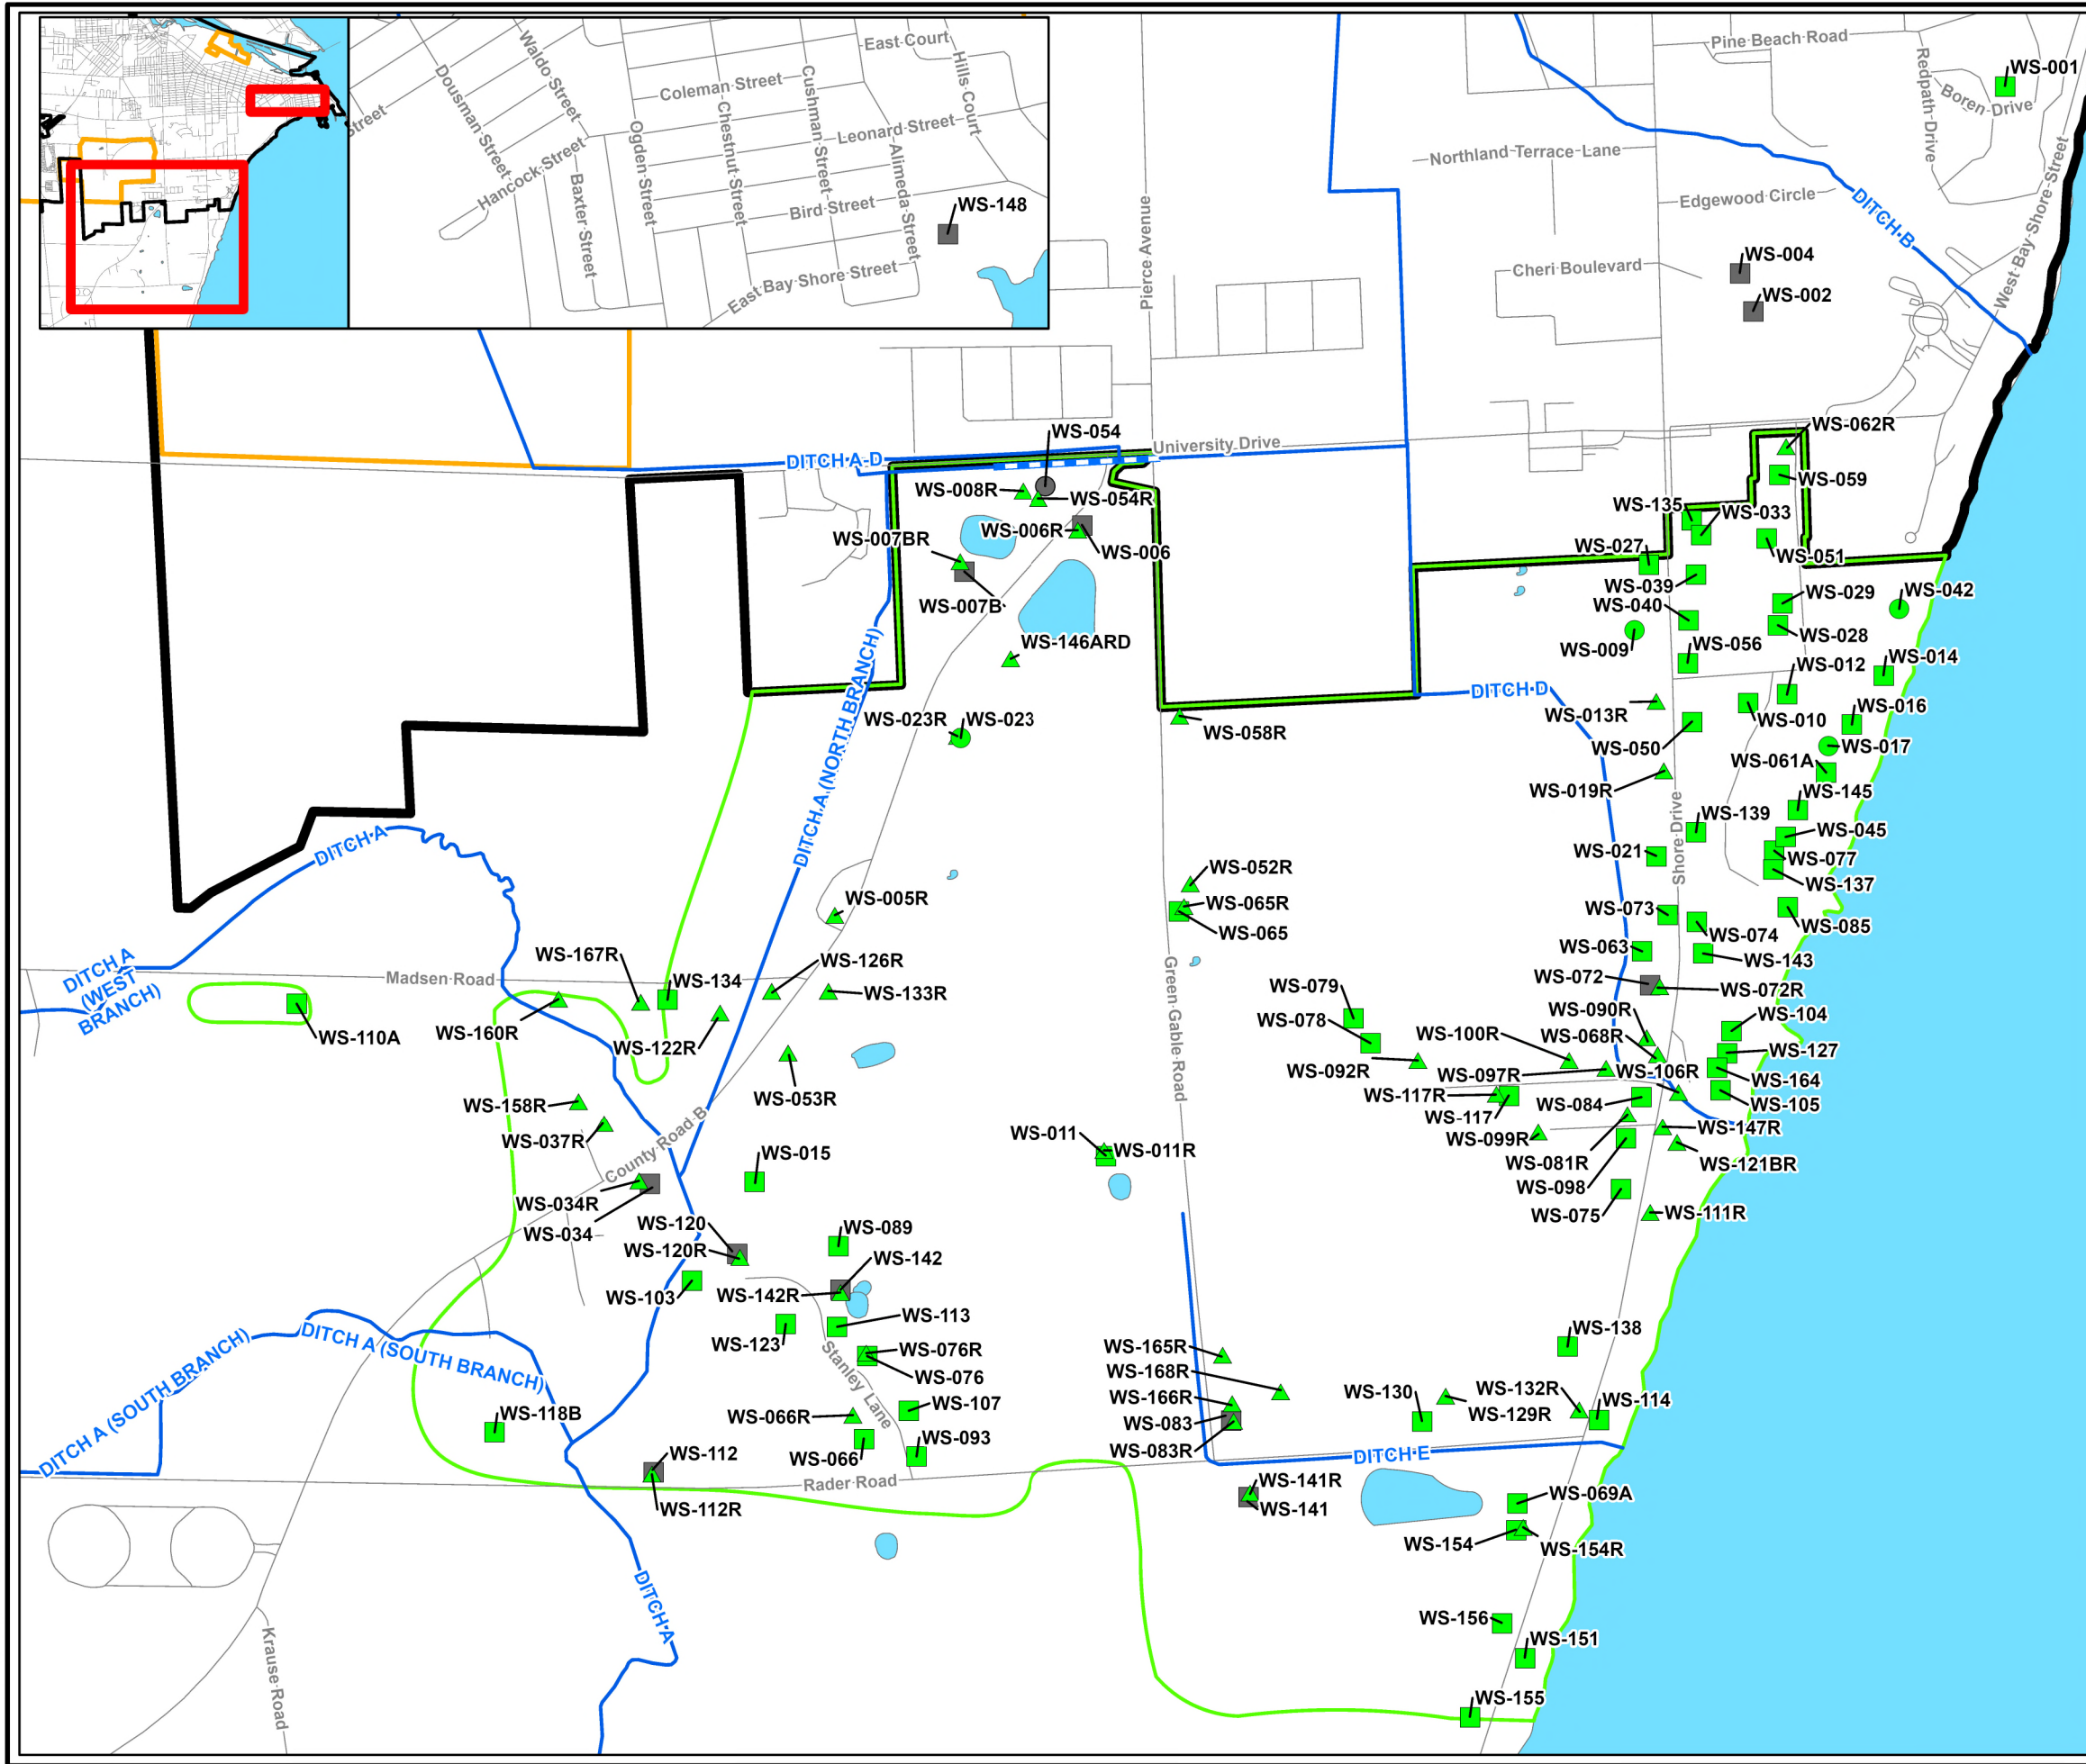 Pine Beach Road
WS-001
Boren Drive
Redpath Drive
East Court
Hills Court
Waldo Street
Dousman Street
Coleman Street
Cushman Street
Chestnut Street
Ogden Street
Leonard Street
Alimeda Street
Hancock Street
Baxter Street
Bird Street
East Bay Shore Street
Street
WS-148
Northland Terrace Lane
Edgewood Circle
DITCH B
West Bay Shore Street
Pierce Avenue
Cheri Boulevard
WS-004
WS-002
WS-062R
WS-054
University Drive
DITCH A-D
WS-059
WS-008R
WS-054R
WS-135
WS-033
WS-006R
WS-006
WS-007BR
WS-027
WS-051
WS-007B
WS-039
WS-029
WS-042
WS-040
WS-028
WS-009
WS-056
WS-146ARD
WS-012
WS-014
DITCH D
DITCH A (NORTH BRANCH)
WS-023R
WS-023
WS-058R
WS-013R
WS-010
WS-016
WS-050
WS-017
WS-061A
WS-019R
WS-145
WS-139
WS-045
DITCH A
WS-021
Shore Drive
WS-077
WS-137
WS-052R
WS-005R
WS-065R
WS-065
WS-073
WS-085
WS-074
WS-063
WS-143
DITCH A
(WEST
BRANCH)
Madsen Road
WS-167R
WS-134
WS-126R
WS-133R
WS-072
WS-072R
WS-079
WS-090R
WS-104
WS-078
WS-068R
WS-100R
WS-110A
WS-160R
WS-122R
WS-127
WS-092R
WS-097R
WS-106R
WS-164
Green Gable Road
WS-053R
WS-117R
WS-117
WS-084
WS-105
WS-158R
WS-037R
County Road B
WS-011
WS-011R
WS-099R
WS-147R
WS-081R
WS-121BR
WS-015
WS-098
WS-034R
WS-034
WS-075
WS-111R
WS-120
WS-089
WS-120R
WS-142
WS-103
WS-142R
WS-113
WS-123
DITCH A (SOUTH BRANCH)
DITCH A (SOUTH BRANCH)
Stanley Lane
WS-076R
WS-076
WS-138
WS-165R
WS-168R
WS-166R
WS-083
WS-083R
WS-130
WS-129R
WS-132R
WS-114
WS-107
WS-066R
WS-066
WS-093
WS-118B
WS-112
WS-112R
Rader Road
DITCH E
WS-141R
WS-141
WS-069A
WS-154
WS-154R
DITCH A
WS-156
WS-151
WS-155
Krause Road